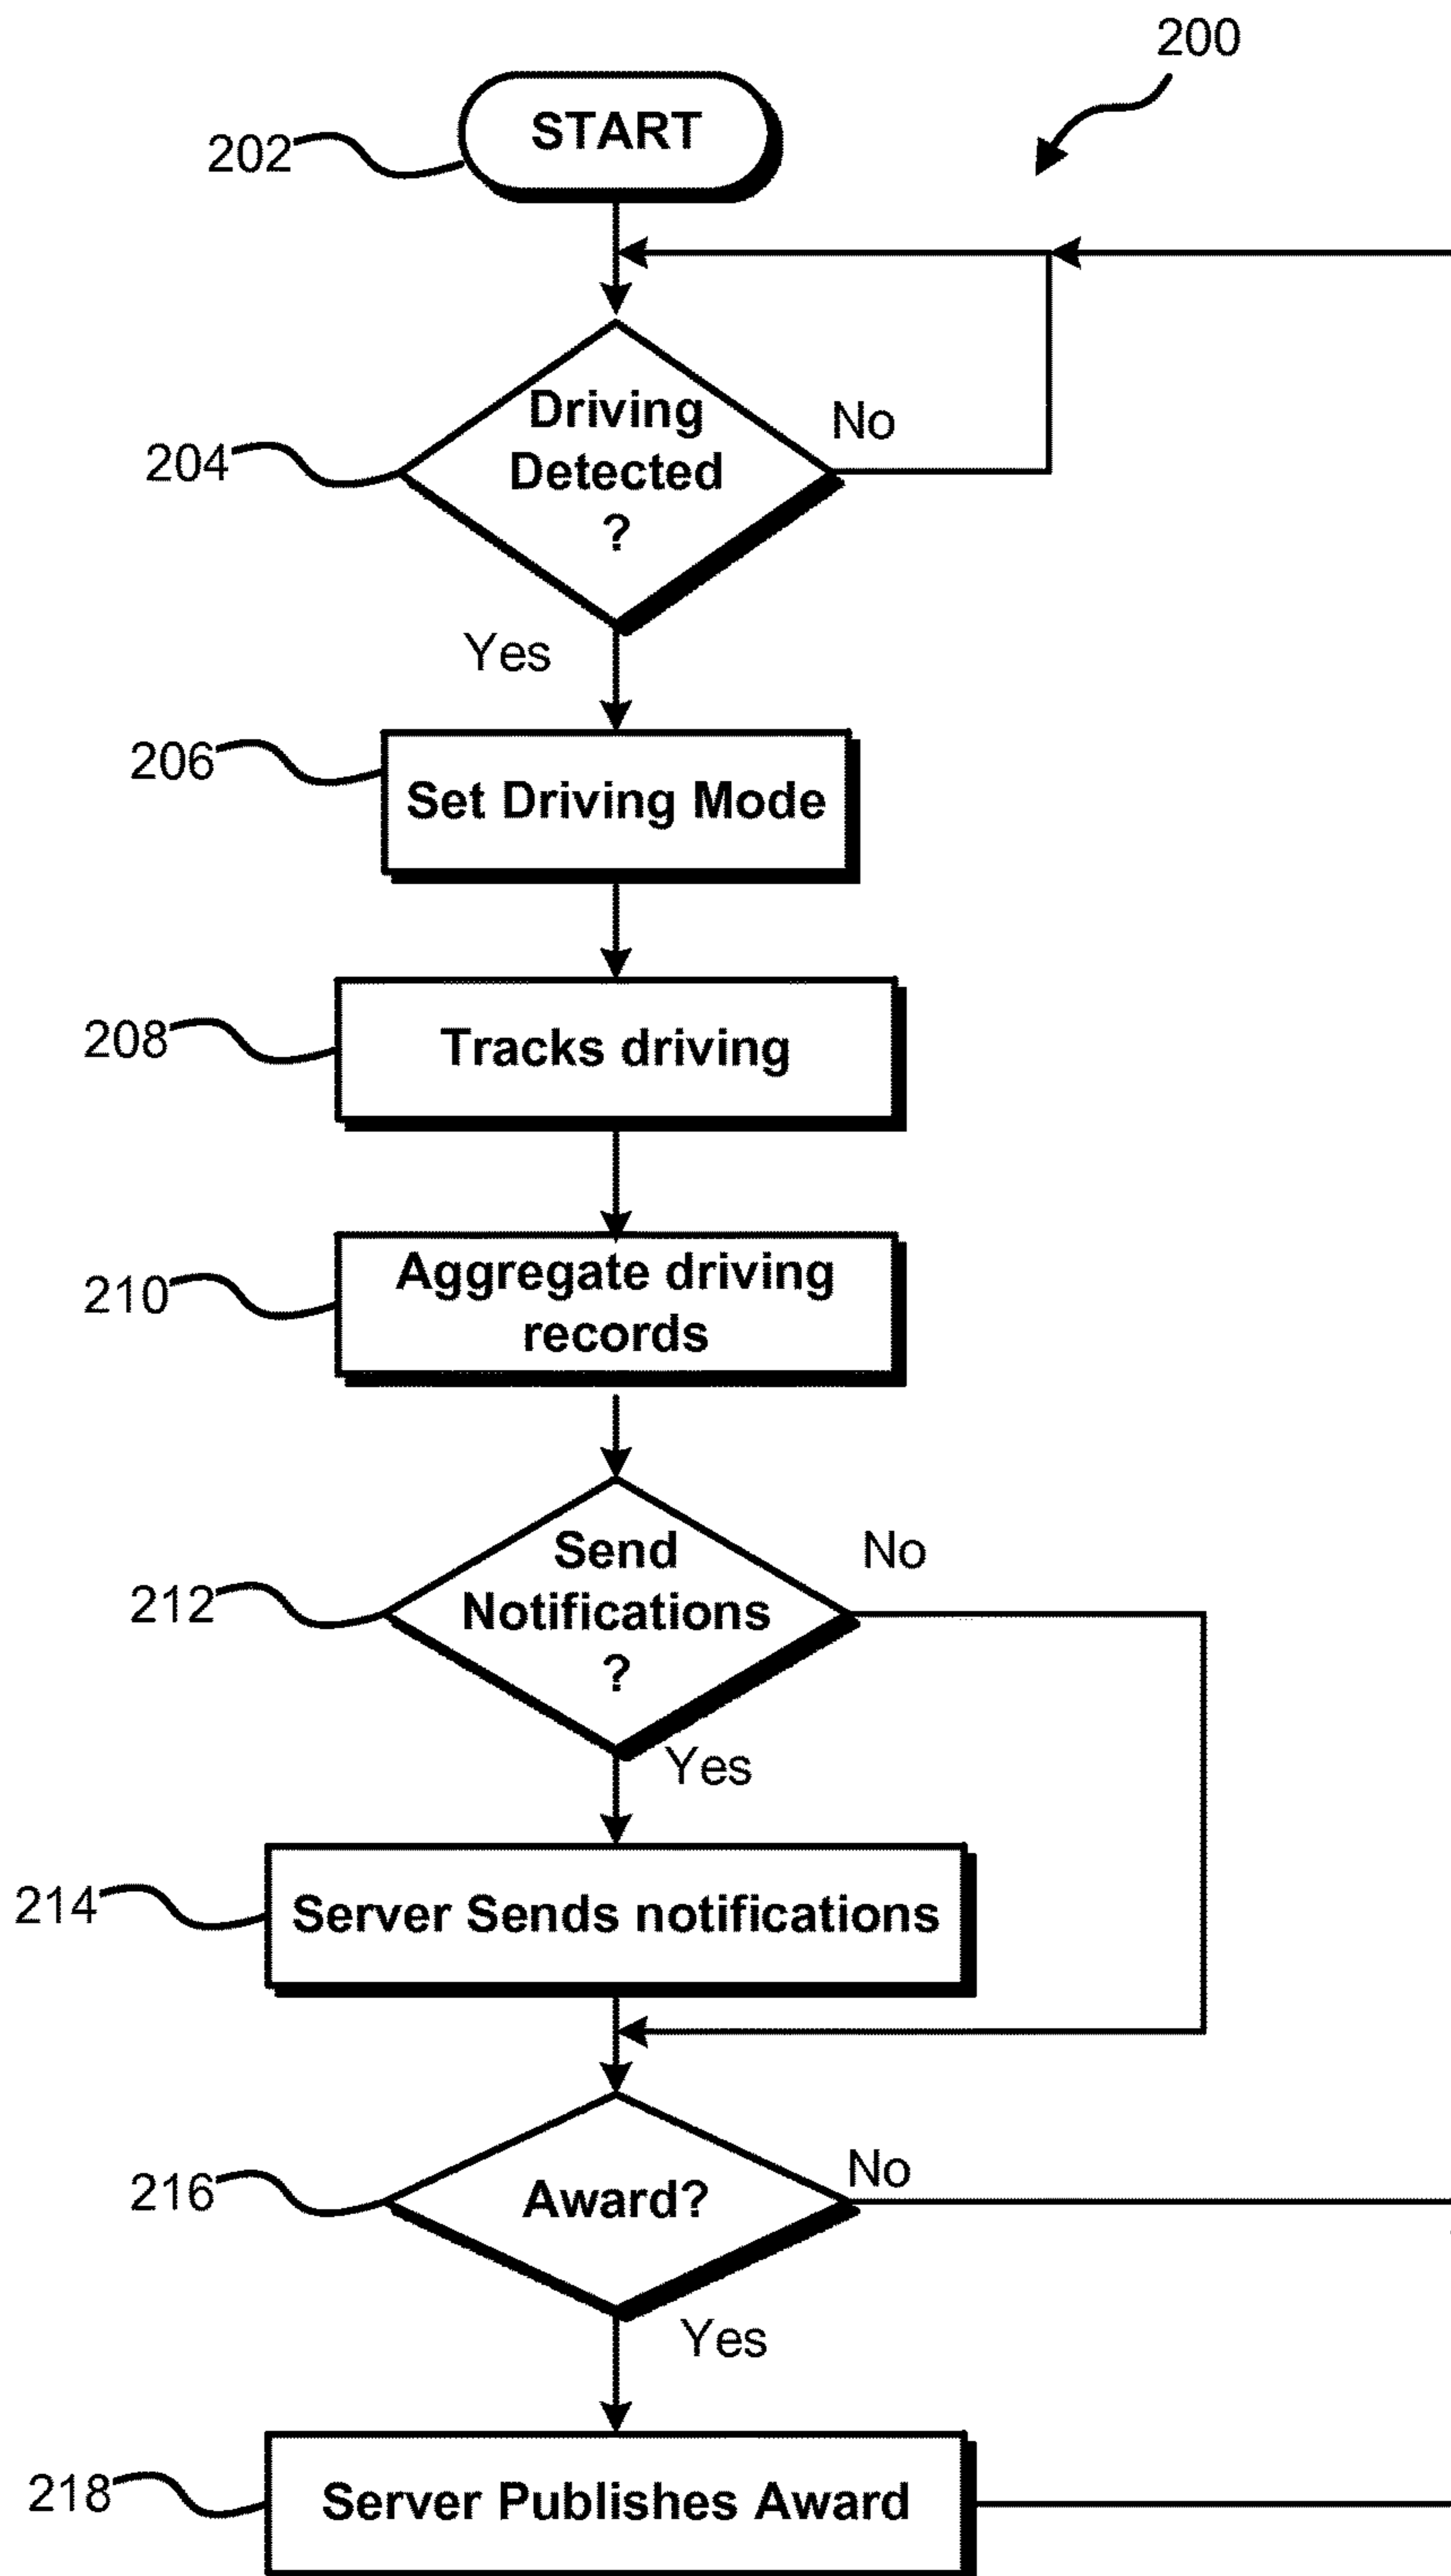 200
START
202
Driving
Detected
?
No
204
Yes
206
Set Driving Mode
208
Tracks driving
210
Aggregate driving
records
Send
Notifications
?
No
212
Yes
214
Server Sends notifications
216
Award?
No
Yes
218
Server Publishes Award